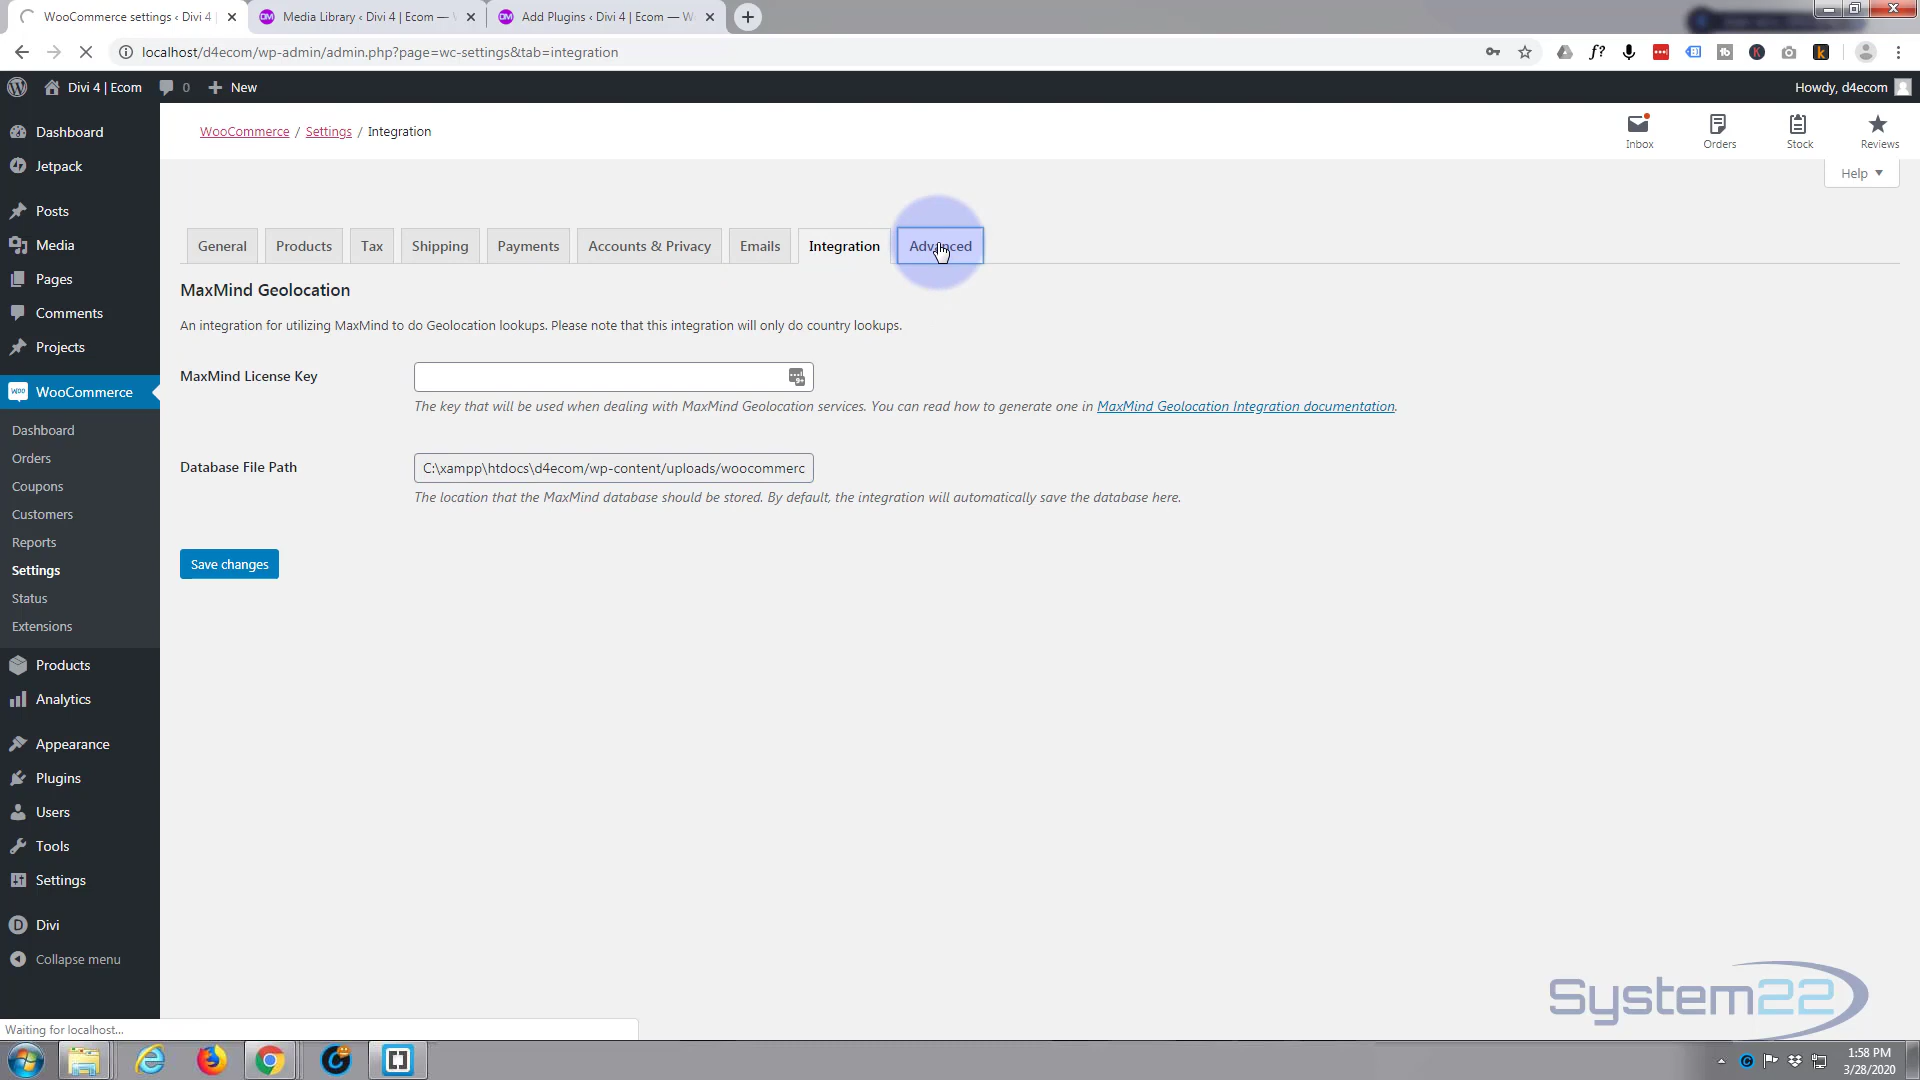 WooCommerce settings ‹ Divi 4 |
Media Library ‹ Divi 4 | Ecom —
Add Plugins ‹ Divi 4 | Ecom — W
localhost/d4ecom/wp-admin/admin.php?page=wc-settings&tab=integration
Divi 4 | Ecom
0
New
Howdy, d4ecom
Dashboard
Jetpack
Posts
Media
Pages
Comments
Projects
WooCommerce
Dashboard
Orders
Coupons
Customers
Reports
Settings
Status
Extensions
Products
Analytics
Appearance
Plugins
Users
Tools
Settings
Divi
Collapse menu
WooCommerce / Settings / Integration
Inbox
Orders
Stock
Reviews
Help
General
Products
Tax
Shipping
Payments
Accounts & Privacy
Emails
Integration
Advanced
MaxMind Geolocation
An integration for utilizing MaxMind to do Geolocation lookups. Please note that this integration will only do country lookups.
MaxMind License Key
The key that will be used when dealing with MaxMind Geolocation services. You can read how to generate one in MaxMind Geolocation Integration documentation.
Database File Path
C:\xampp\htdocs\d4ecom/wp-content/uploads/woocommerc
The location that the MaxMind database should be stored. By default, the integration will automatically save the database here.
Save changes
System22
Waiting for localhost...
1:58 PM
3/28/2020